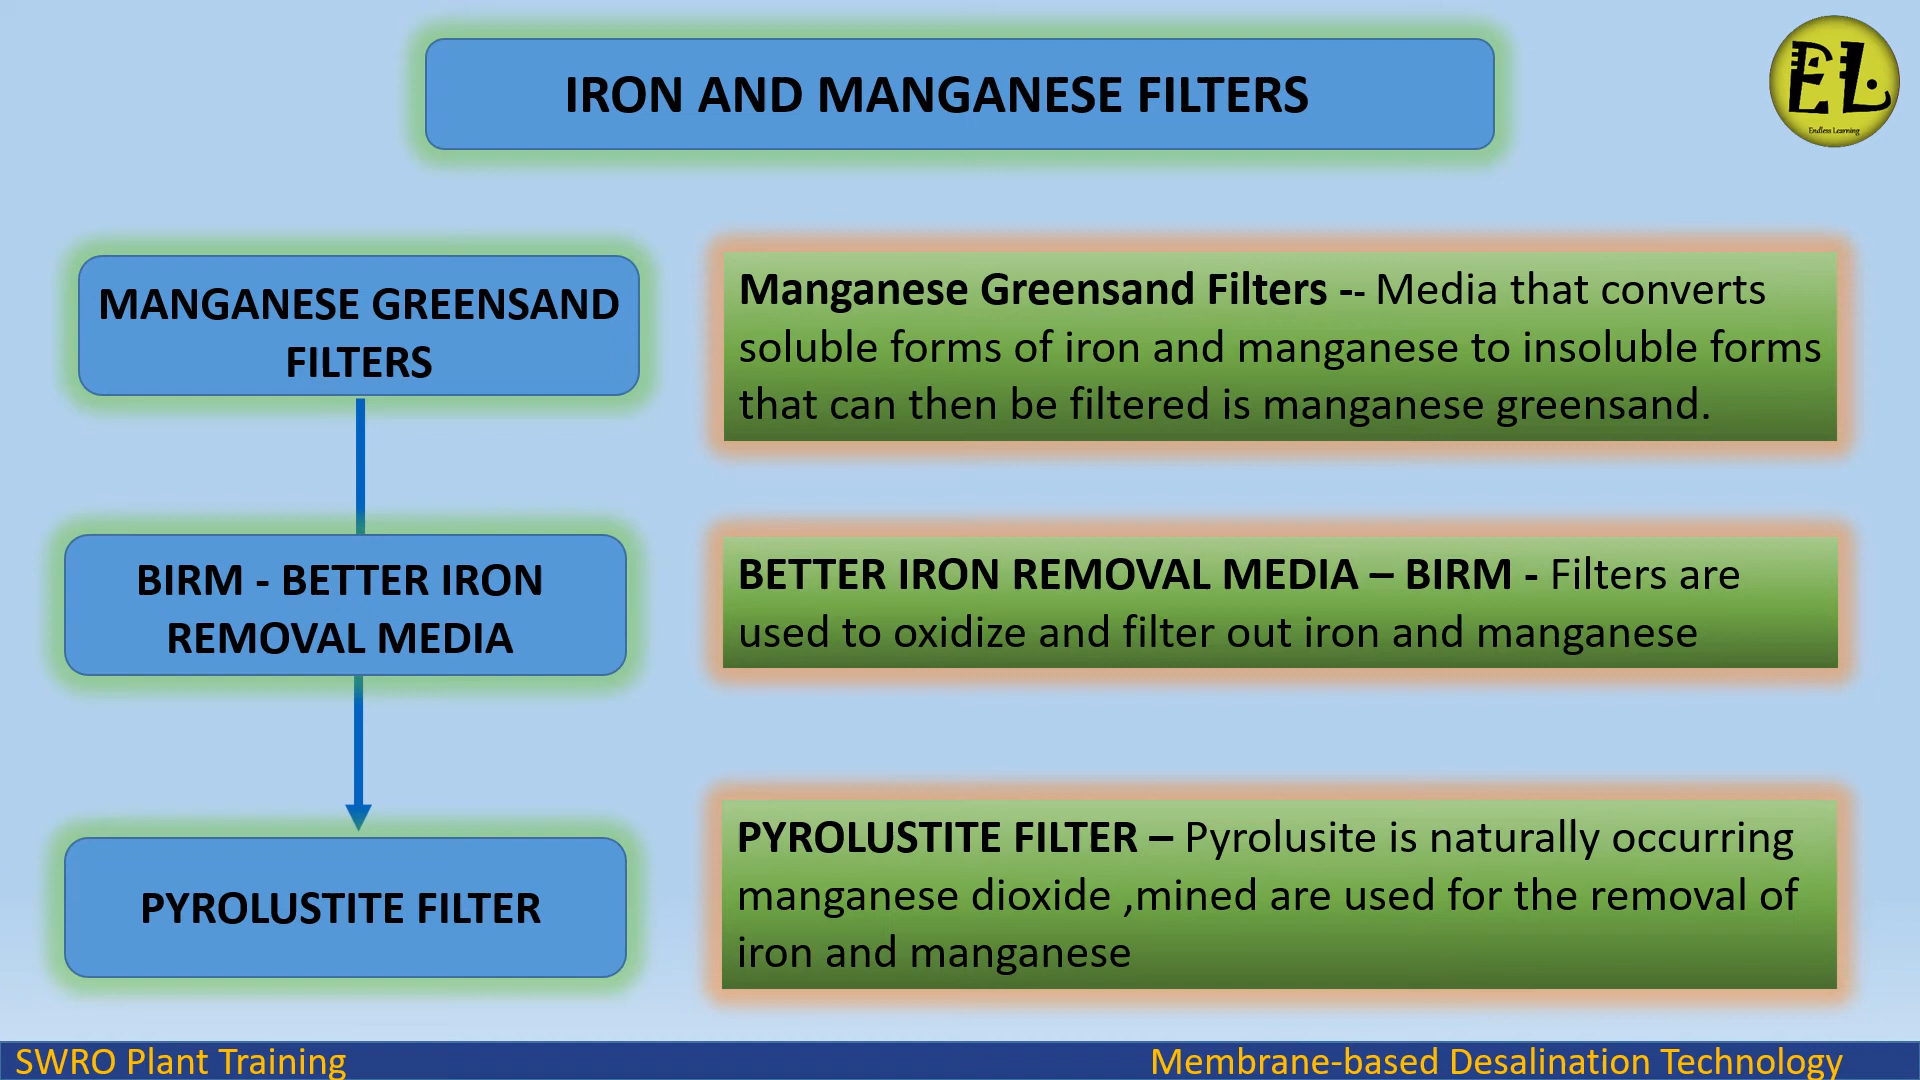 IRON AND MANGANESE FILTERS
EL
Endless Learning
MANGANESE GREENSAND
FILTERS
Manganese Greensand Filters -- Media that converts
soluble forms of iron and manganese to insoluble forms
that can then be filtered is manganese greensand.
BIRM - BETTER IRON
REMOVAL MEDIA
BETTER IRON REMOVAL MEDIA – BIRM - Filters are
used to oxidize and filter out iron and manganese
PYROLUSTITE FILTER
PYROLUSTITE FILTER – Pyrolusite is naturally occurring
manganese dioxide ,mined are used for the removal of
iron and manganese
SWRO Plant Training
Membrane-based Desalination Technology